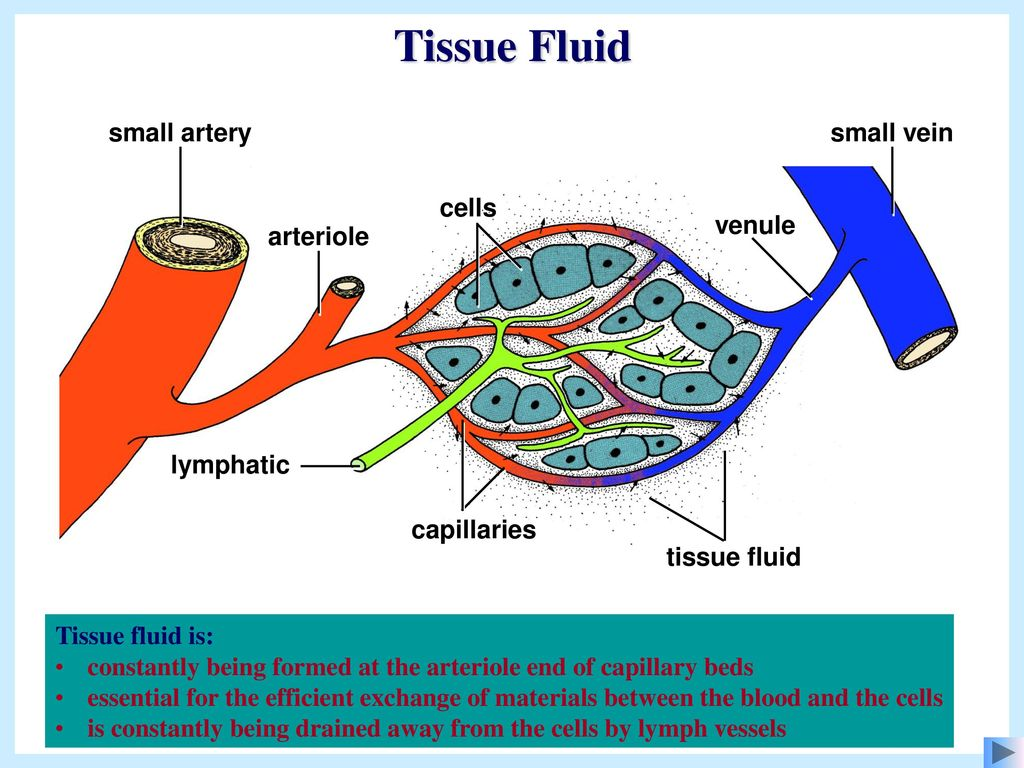 Tissue Fluid
small artery
small vein
cells
venule
arteriole
lymphatic
capillaries
tissue fluid
Tissue fluid is:
• constantly being formed at the arteriole end of capillary beds
• essential for the efficient exchange of materials between the blood and the cells
• is constantly being drained away from the cells by lymph vessels